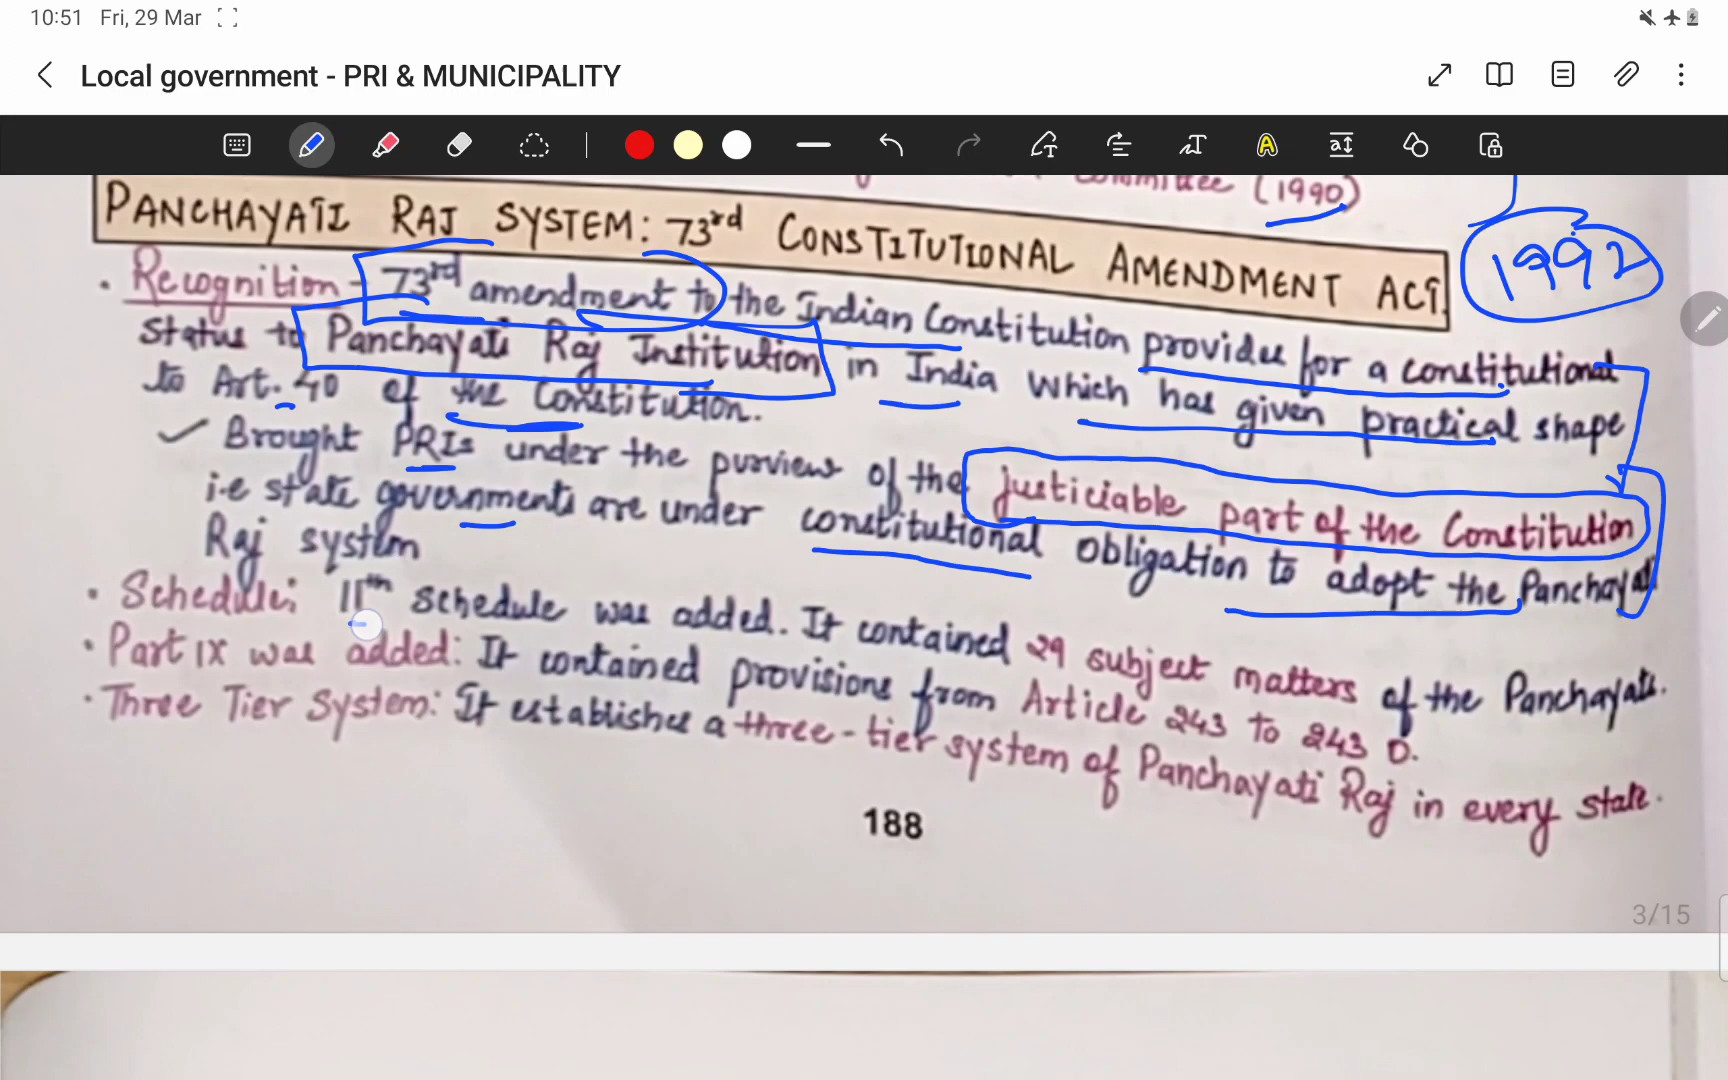 10:51 Fri, 29 Mar
Local government - PRI & MUNICIPALITY
Committee (1990)
1992
PANCHAYATI RAJ SYSTEM: 73rd CONSTITUTIONAL AMENDMENT ACT
• Recognition - 73rd amendment to the Indian Constitution provides for a constitutional
status to Panchayati Raj Institution in India which has given practical shape
to Art. 40 of the Constitution.
✓ Brought PRIs under the purview of the justiciable part of the Constitution
i.e state governments are under constitutional obligation to adopt the Panchayati
Raj system
• Schedule: 11th schedule was added. It contained 29 subject matters of the Panchayats.
• Part IX was added: It contained provisions from Article 243 to 243 O.
• Three Tier System: It establishes a three-tier system of Panchayati Raj in every state.
188
3/15